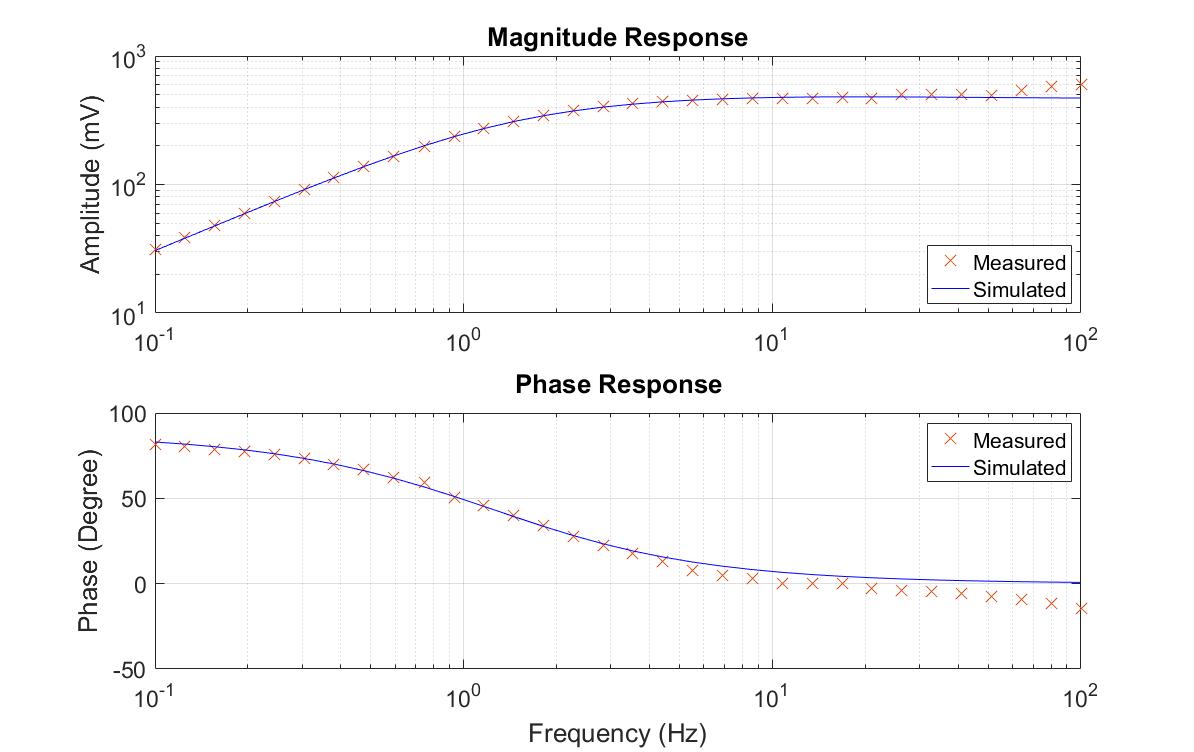 Magnitude Response
10^3
10^2
10^1
Amplitude (mV)
Measured
Simulated
10^-1 10^0 10^1 10^2
Phase Response
100
50
0
-50
Phase (Degree)
Measured
Simulated
10^-1 10^0 10^1 10^2
Frequency (Hz)